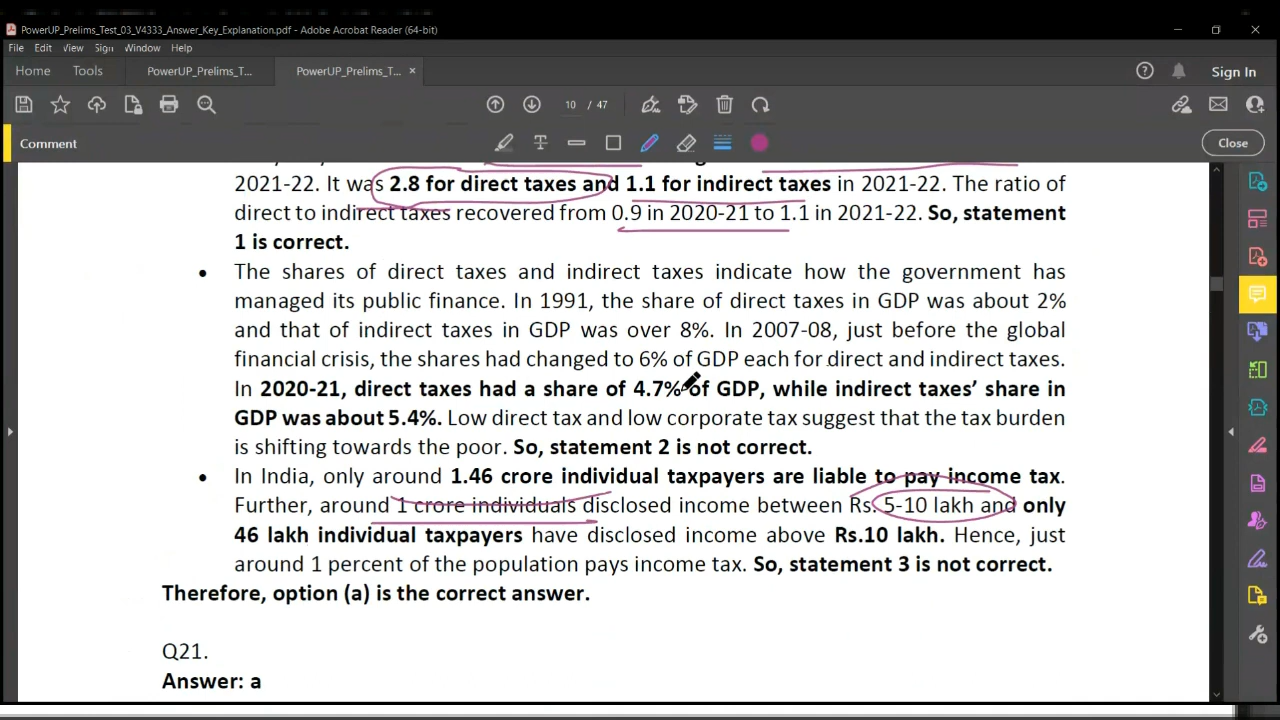 PowerUP_Prelims_Test_03_V4333_Answer_Key_Explanation.pdf - Adobe Acrobat Reader (64-bit)
File Edit View Sign Window Help
Home Tools PowerUP_Prelims_T... PowerUP_Prelims_T... × Sign In
10 / 47
Comment Close
2021-22. It was 2.8 for direct taxes and 1.1 for indirect taxes in 2021-22. The ratio of
direct to indirect taxes recovered from 0.9 in 2020-21 to 1.1 in 2021-22. So, statement
1 is correct.
• The shares of direct taxes and indirect taxes indicate how the government has
managed its public finance. In 1991, the share of direct taxes in GDP was about 2%
and that of indirect taxes in GDP was over 8%. In 2007-08, just before the global
financial crisis, the shares had changed to 6% of GDP each for direct and indirect taxes.
In 2020-21, direct taxes had a share of 4.7% of GDP, while indirect taxes’ share in
GDP was about 5.4%. Low direct tax and low corporate tax suggest that the tax burden
is shifting towards the poor. So, statement 2 is not correct.
• In India, only around 1.46 crore individual taxpayers are liable to pay income tax.
Further, around 1 crore individuals disclosed income between Rs. 5-10 lakh and only
46 lakh individual taxpayers have disclosed income above Rs.10 lakh. Hence, just
around 1 percent of the population pays income tax. So, statement 3 is not correct.
Therefore, option (a) is the correct answer.
Q21.
Answer: a